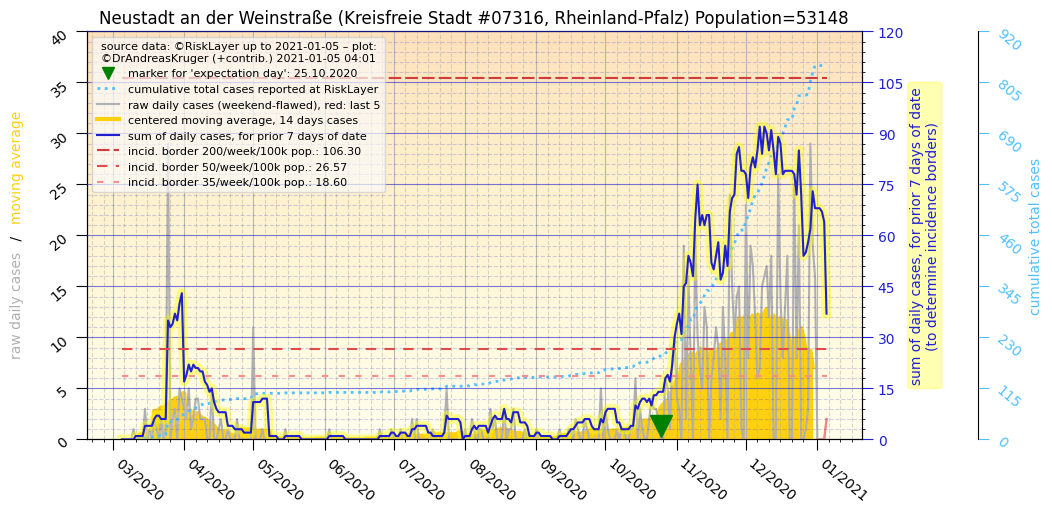 Neustadt an der Weinstraße (Kreisfreie Stadt #07316, Rheinland-Pfalz) Population=53148
source data: ©RiskLayer up to 2021-01-05 – plot:
©DrAndreasKruger (+contrib.) 2021-01-05 04:01
marker for 'expectation day': 25.10.2020
cumulative total cases reported at RiskLayer
raw daily cases (weekend-flawed), red: last 5
centered moving average, 14 days cases
sum of daily cases, for prior 7 days of date
incid. border 200/week/100k pop.: 106.30
incid. border 50/week/100k pop.: 26.57
incid. border 35/week/100k pop.: 18.60
raw daily cases / moving average
40
35
30
25
20
15
10
5
0
03/2020
04/2020
05/2020
06/2020
07/2020
08/2020
09/2020
10/2020
11/2020
12/2020
01/2021
120
105
90
75
60
45
30
15
0
sum of daily cases, for prior 7 days of date
(to determine incidence borders)
920
805
690
575
460
345
230
115
0
cumulative total cases